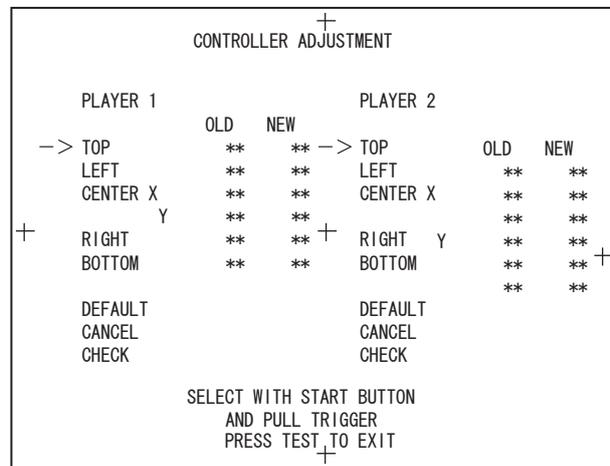 CONTROLLER ADJUSTMENT
PLAYER 1 PLAYER 2
OLD NEW
-> TOP ** ** -> TOP OLD NEW
LEFT ** ** LEFT ** **
CENTER X ** ** CENTER X ** **
Y ** ** ** **
RIGHT ** ** RIGHT Y ** **
BOTTOM ** ** BOTTOM ** **
** **
DEFAULT DEFAULT
CANCEL CANCEL
CHECK CHECK
SELECT WITH START BUTTON
AND PULL TRIGGER
PRESS TEST TO EXIT